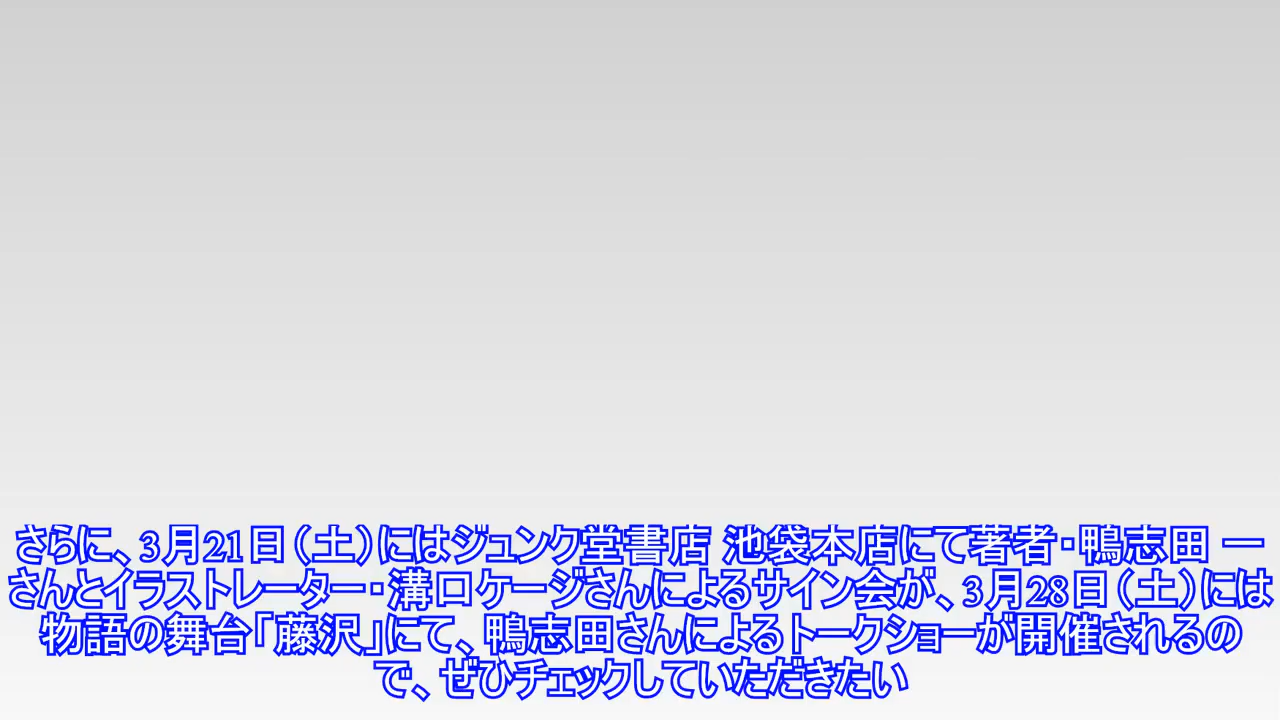 さらに、3月21日（土）にはジュンク堂書店 池袋本店にて著者・鴨志田 一
さんとイラストレーター・溝口ケージさんによるサイン会が、3月28日（土）には
物語の舞台「藤沢」にて、鴨志田さんによるトークショーが開催されるの
で、ぜひチェックしていただきたい